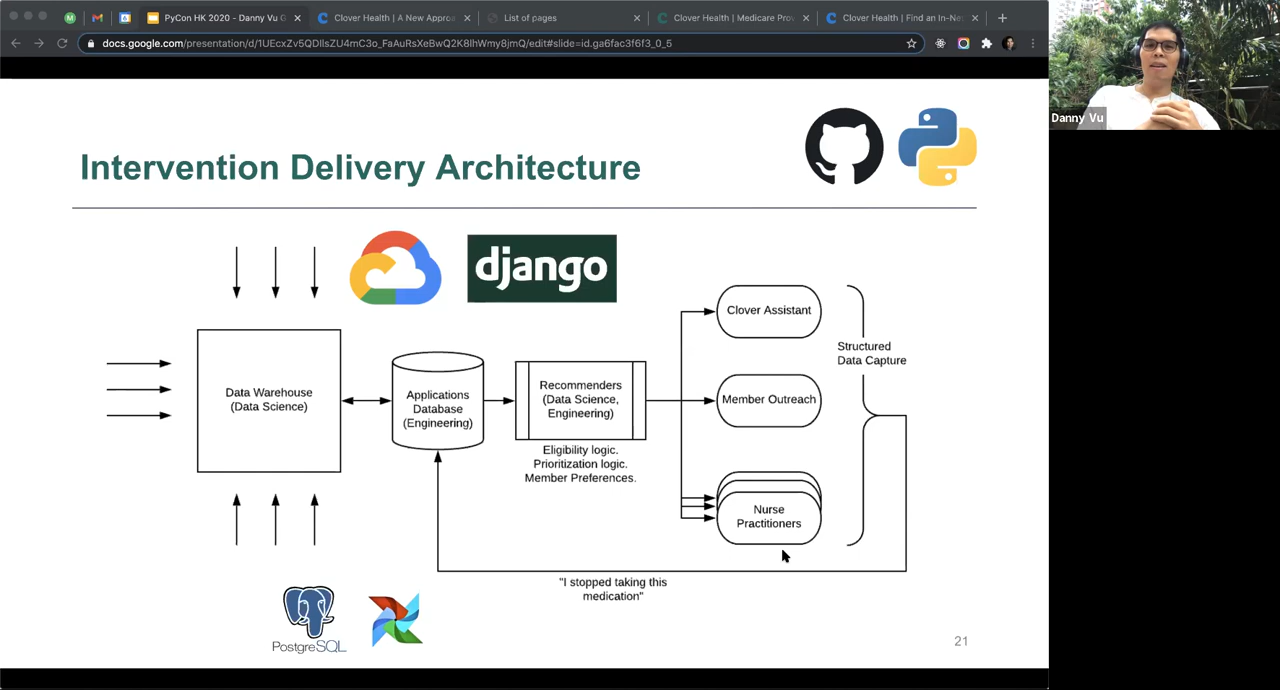 PyCon HK 2020 - Danny Vu G
Clover Health | A New Approa
List of pages
Clover Health | Medicare Prov
Clover Health | Find an In-Net
docs.google.com/presentation/d/1UEcxZv5QDIlsZU4mC3o_FaAuRsXeBwQ2K8IhWmy8jmQ/edit#slide=id.ga6fac3f6f3_0_5
Danny Vu
Intervention Delivery Architecture
django
Clover Assistant
Structured
Data Capture
Data Warehouse
(Data Science)
Applications
Database
(Engineering)
Recommenders
(Data Science,
Engineering)
Member Outreach
Eligibility logic.
Prioritization logic.
Member Preferences.
Nurse
Practitioners
"I stopped taking this
medication"
PostgreSQL
21